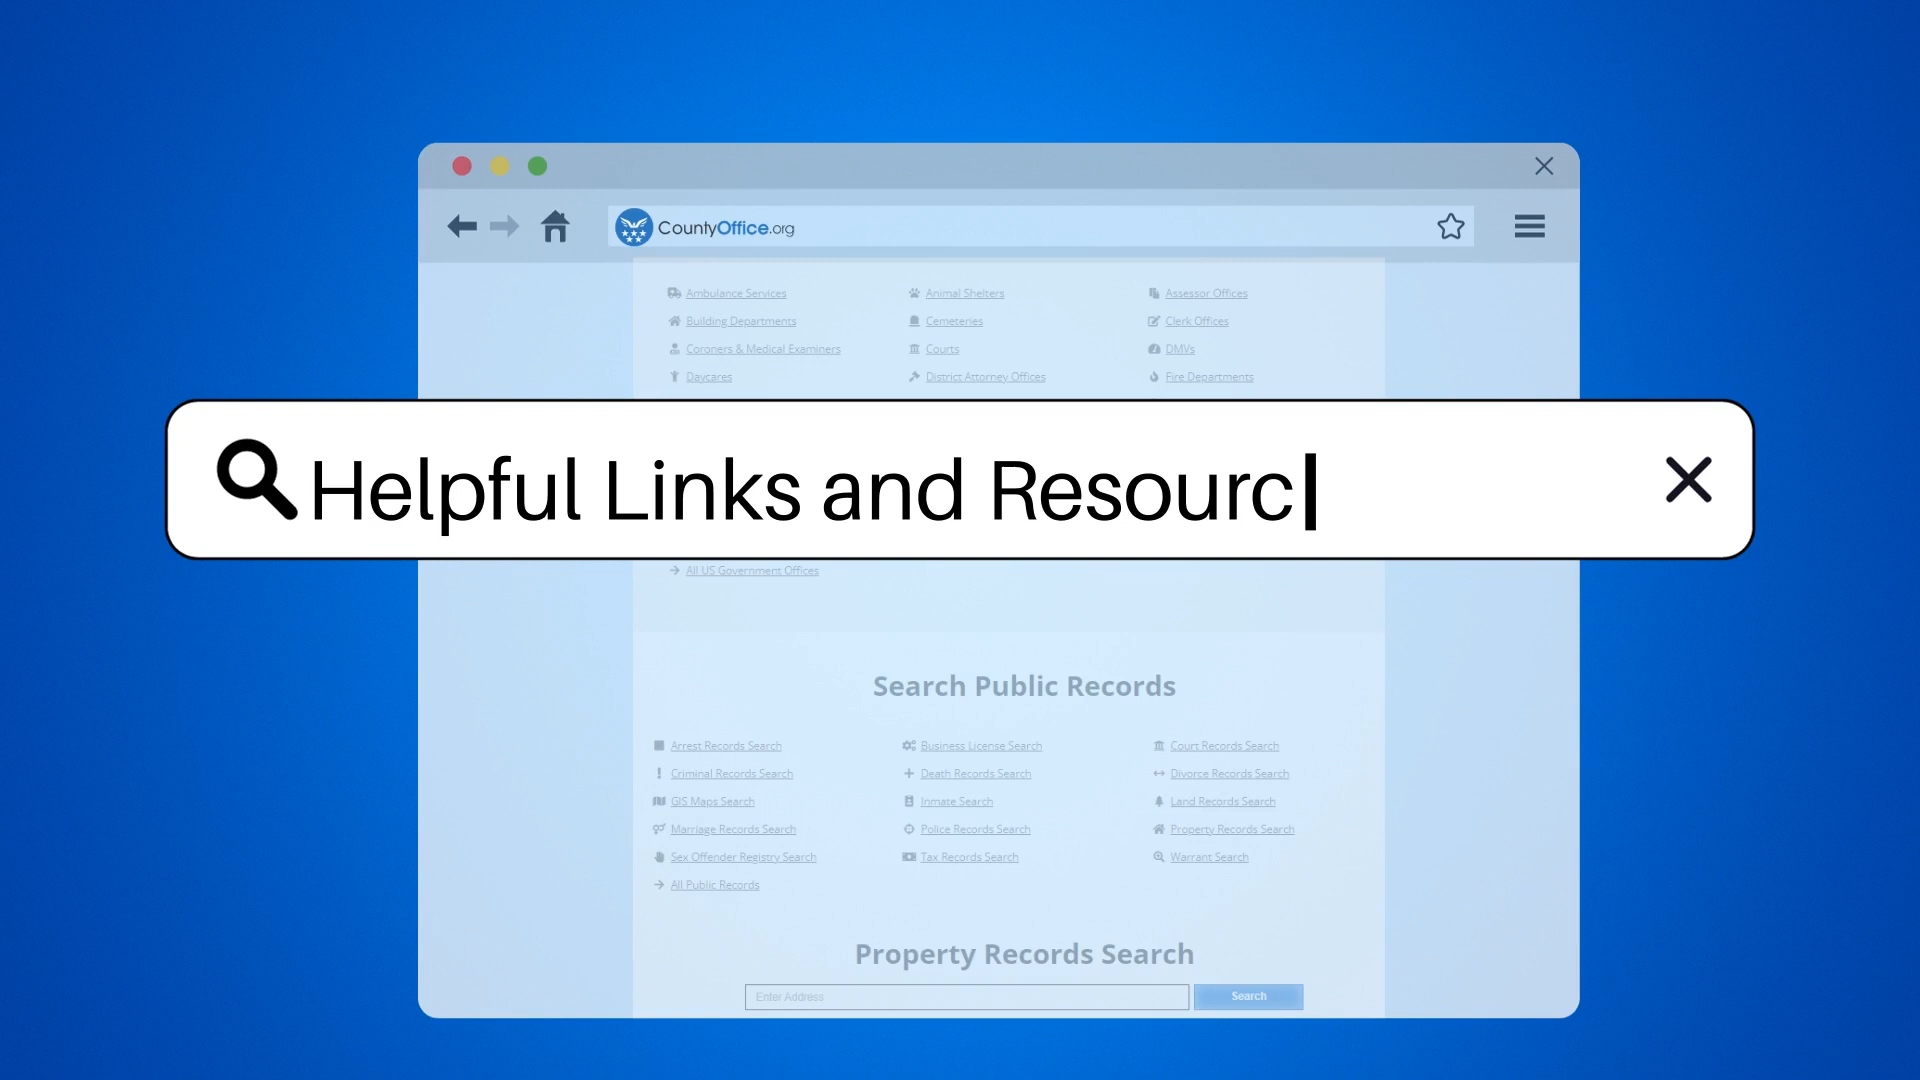 CountyOffice.org
Ambulance Services Animal Shelters Assessor Offices
Building Departments Cemeteries Clerk Offices
Coroners & Medical Examiners Courts DMVs
Daycares District Attorney Offices Fire Departments
Helpful Links and Resourc
All US Government Offices
Search Public Records
Arrest Records Search Business License Search Court Records Search
Criminal Records Search Death Records Search Divorce Records Search
GIS Maps Search Inmate Search Land Records Search
Marriage Records Search Police Records Search Property Records Search
Sex Offender Registry Search Tax Records Search Warrant Search
All Public Records
Property Records Search
Enter Address Search